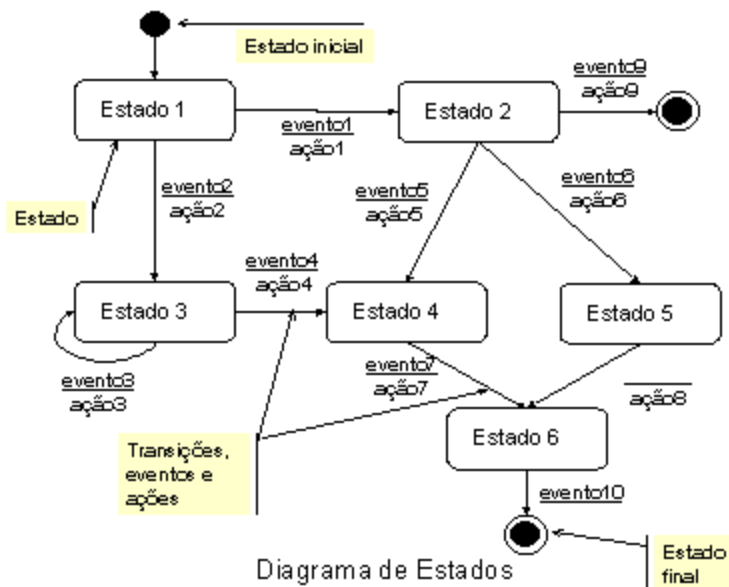 Estado inicial
Estado 1
evento1
ação1
Estado 2
evento9
ação9
Estado
evento2
ação2
evento5
ação5
evento6
ação6
Estado 3
evento4
ação4
Estado 4
Estado 5
evento3
ação3
evento7
ação7
ação8
Transições,
eventos e
ações
Estado 6
evento10
Diagrama de Estados
Estado
final